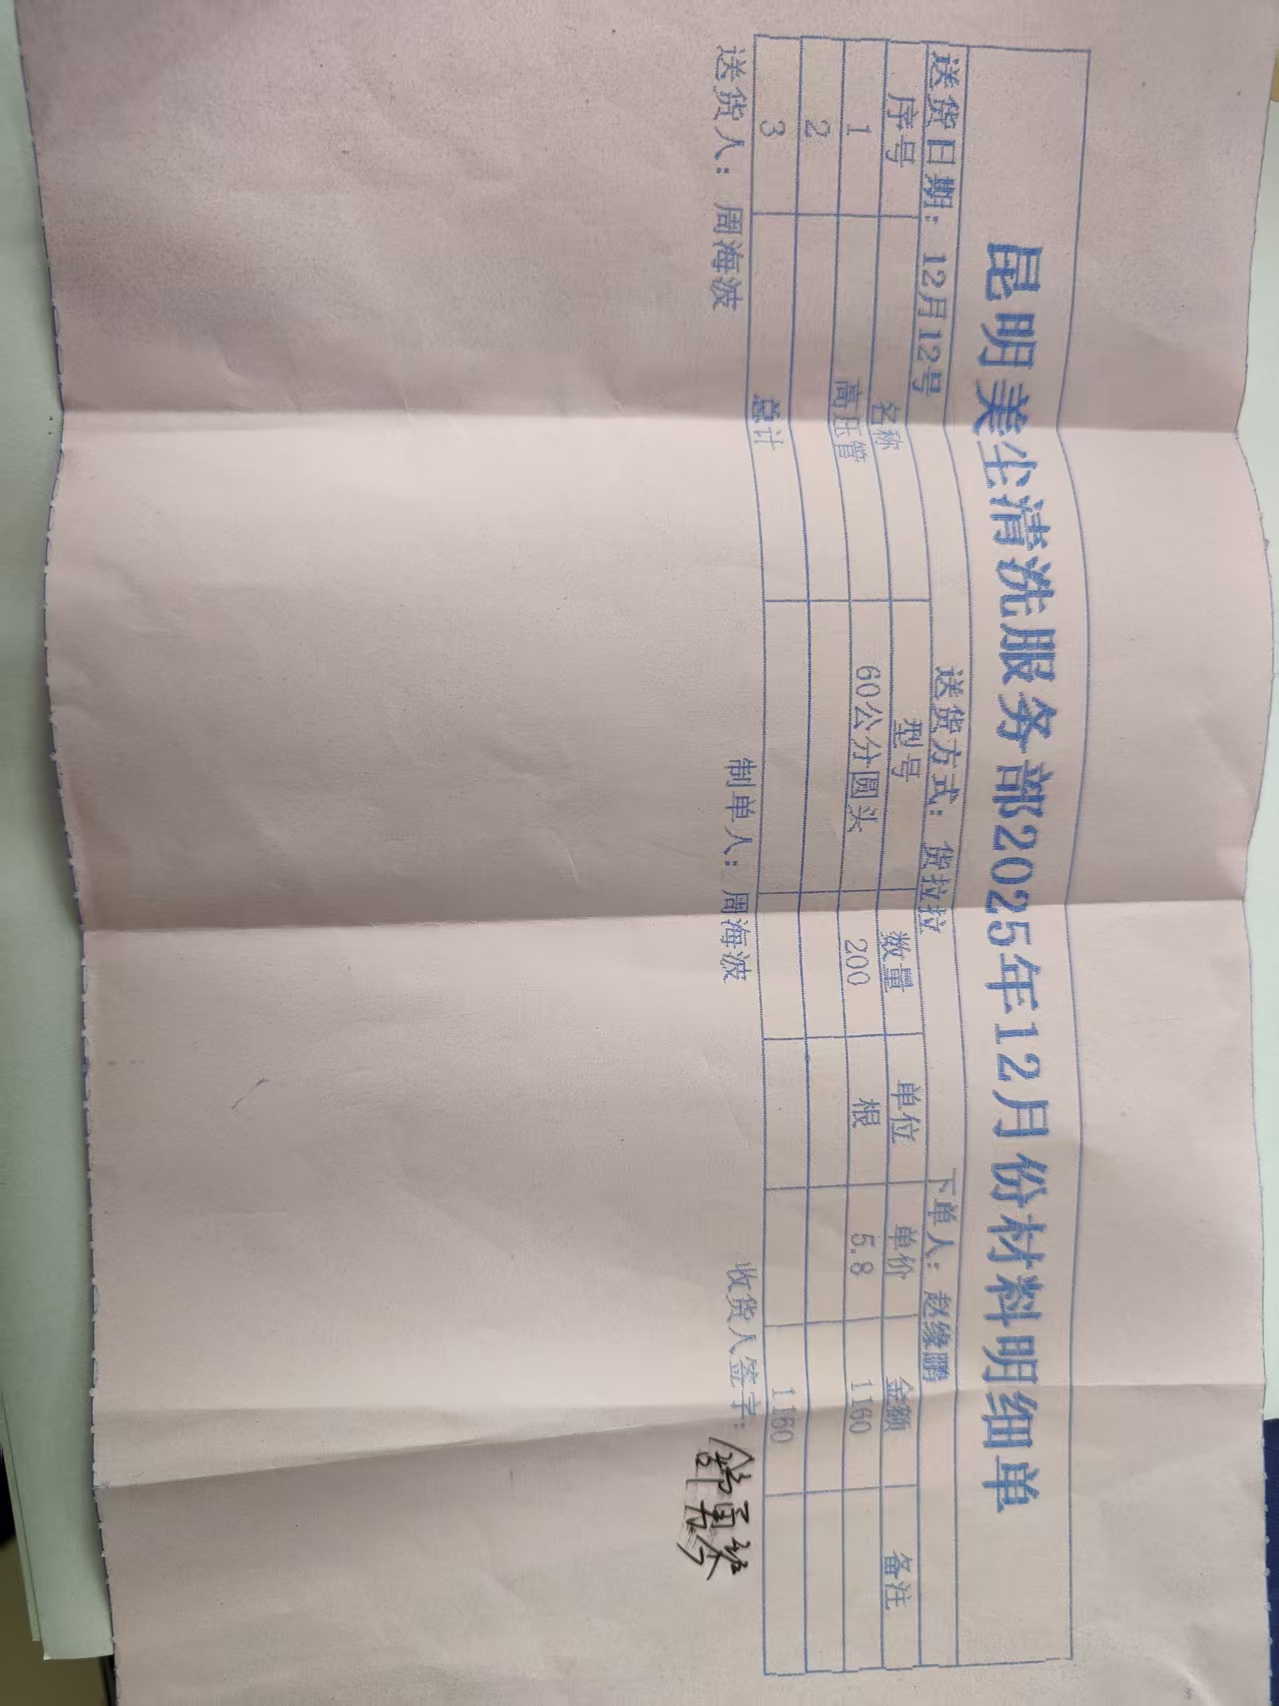 昆明美尘清洗服务部2025年12月份材料明细单
送货日期：12月12号 送货方式：货拉拉 下单人：赵缘鹏
序号 名称 型号 数量 单位 单价 金额 备注
1 高压管 60公分圆头 200 根 5.8 1160
2
3 总计 1160
送货人：周海波 制单人：周海波 收货人签字：